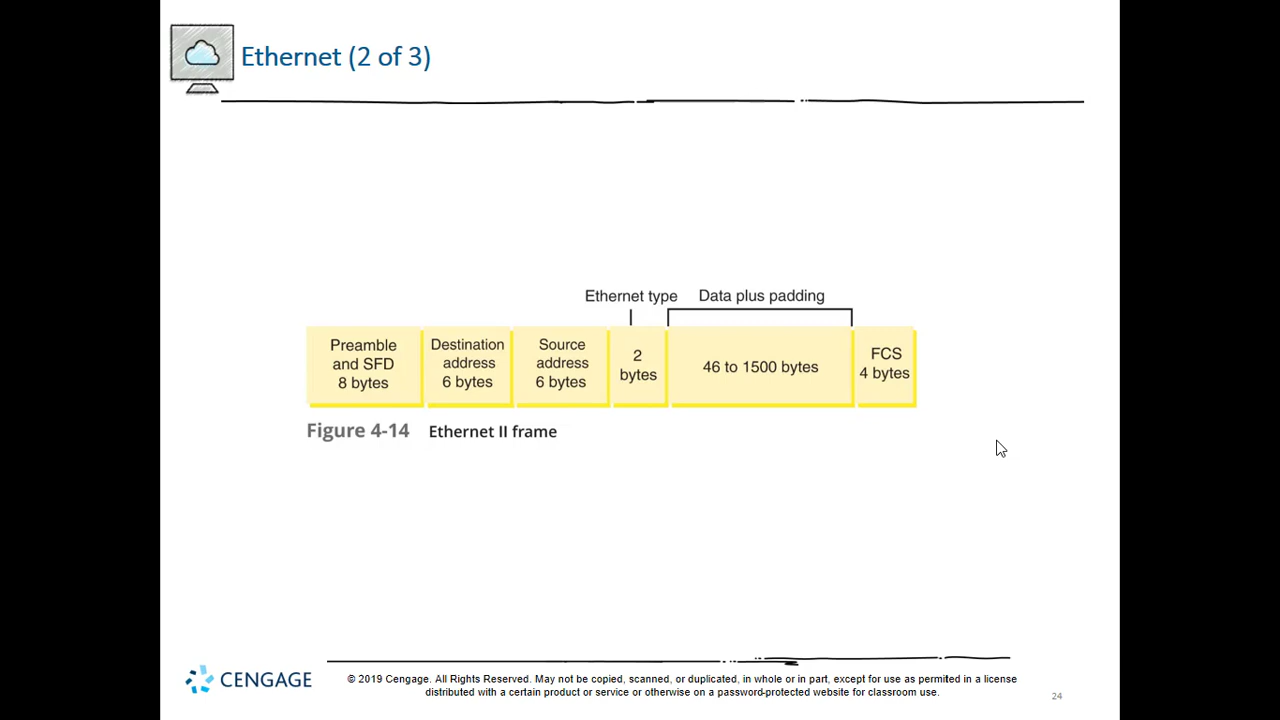 Ethernet (2 of 3)
Ethernet type
Data plus padding
Preamble
and SFD
8 bytes
Destination
address
6 bytes
Source
address
6 bytes
2
bytes
46 to 1500 bytes
FCS
4 bytes
Figure 4-14 Ethernet II frame
CENGAGE
© 2019 Cengage. All Rights Reserved. May not be copied, scanned, or duplicated, in whole or in part, except for use as permitted in a license
distributed with a certain product or service or otherwise on a password-protected website for classroom use.
24